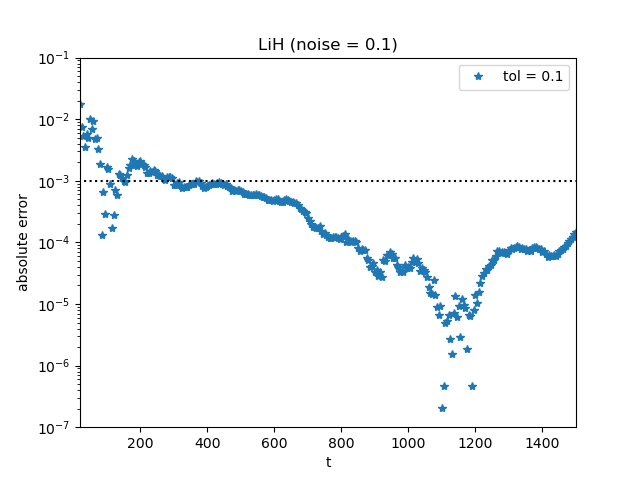 LiH (noise = 0.1)
tol = 0.1
absolute error
10⁻¹
10⁻²
10⁻³
10⁻⁴
10⁻⁵
10⁻⁶
10⁻⁷
200 400 600 800 1000 1200 1400
t